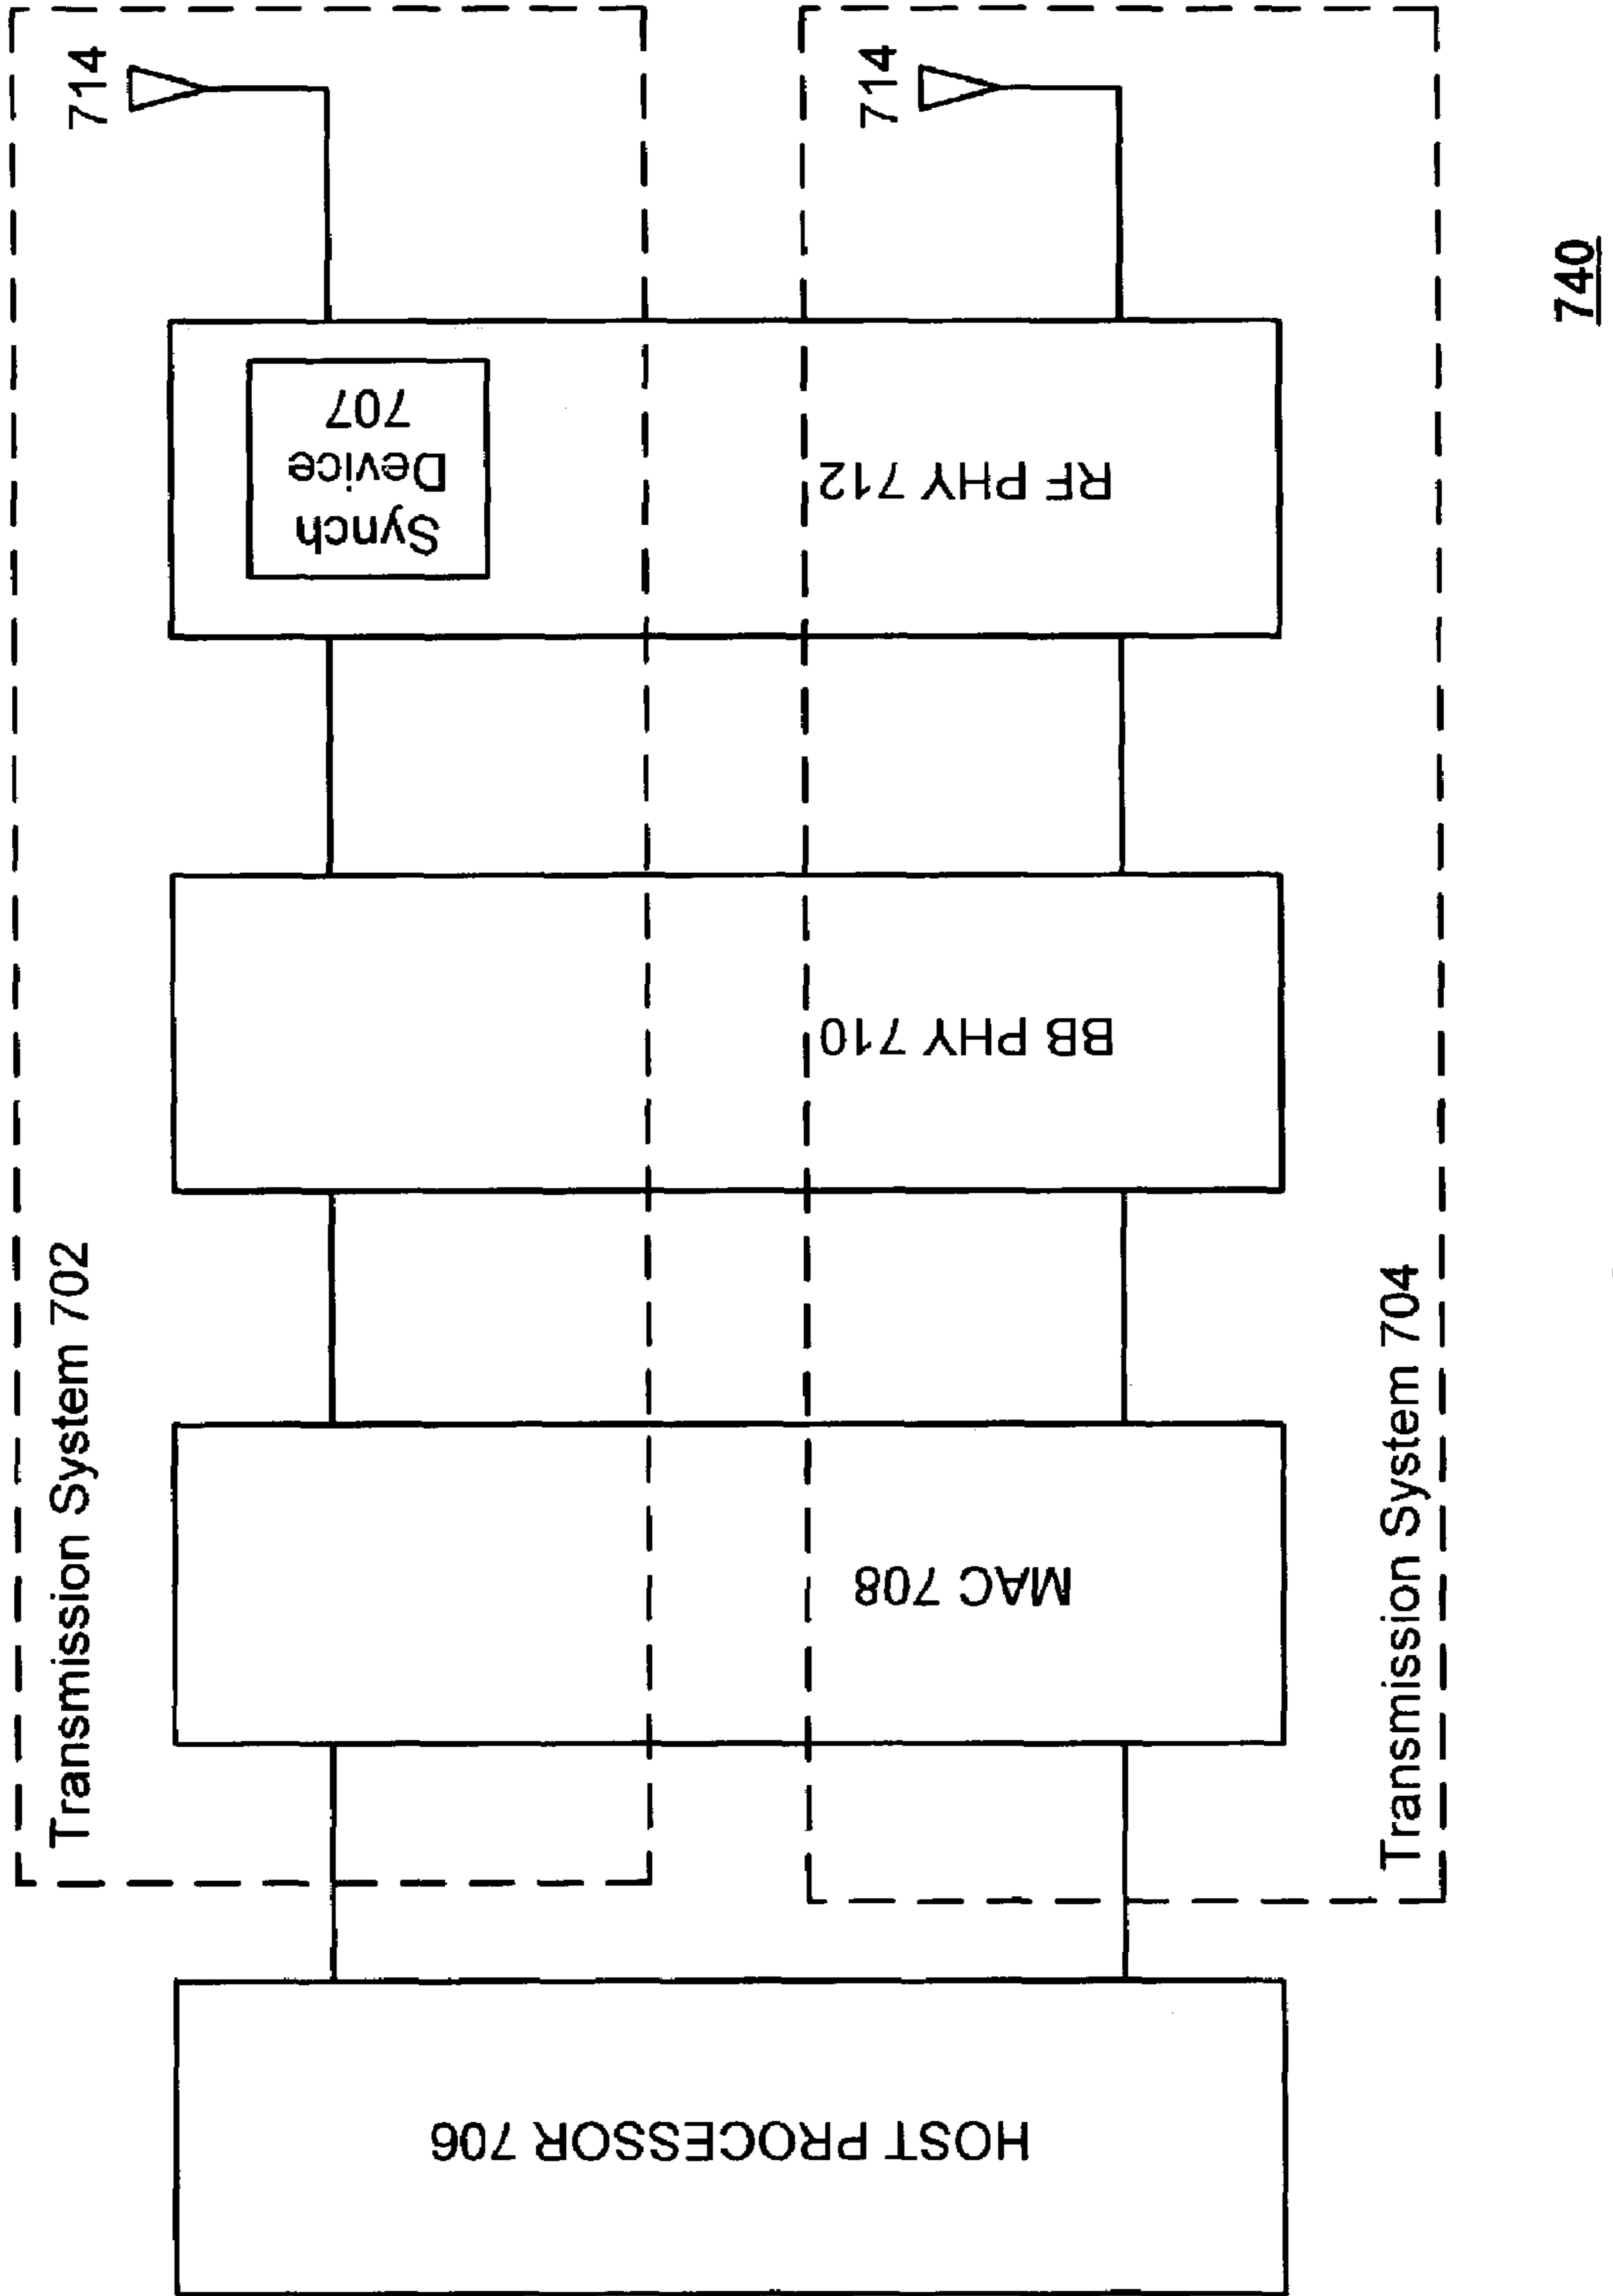 Transmission System 702
714
HOST PROCESSOR 706
MAC 708
BB PHY 710
RF PHY 712
Synch
Device
707
714
Transmission System 704
740